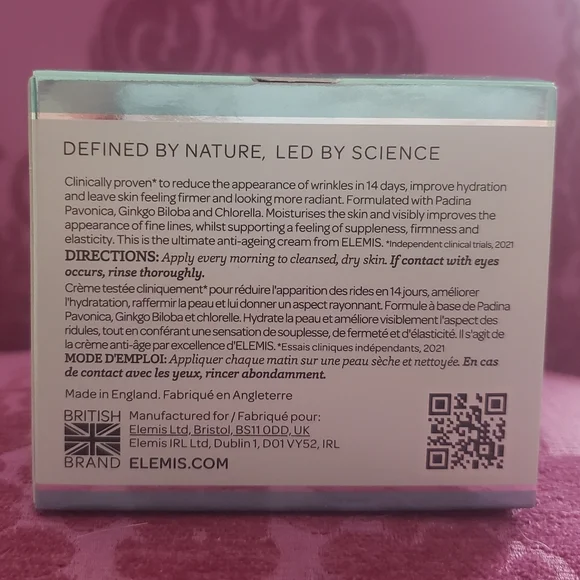 DEFINED BY NATURE, LED BY SCIENCE
Clinically proven* to reduce the appearance of wrinkles in 14 days, improve hydration
and leave skin feeling firmer and looking more radiant. Formulated with Padina
Pavonica, Ginkgo Biloba and Chlorella. Moisturises the skin and visibly improves the
appearance of fine lines, whilst supporting a feeling of suppleness, firmness and
elasticity. This is the ultimate anti-ageing cream from ELEMIS. *Independent clinical trials, 2021
DIRECTIONS: Apply every morning to cleansed, dry skin. If contact with eyes
occurs, rinse thoroughly.
Crème testée cliniquement* pour réduire l'apparition des rides en 14 jours, améliorer
l'hydratation, raffermir la peau et lui donner un aspect rayonnant. Formule à base de Padina
Pavonica, Ginkgo Biloba et chlorelle. Hydrate la peau et améliore visiblement l'aspect des
ridules, tout en conférant une sensation de souplesse, de fermeté et d'élasticité. Il s'agit de
la crème anti-âge par excellence d'ELEMIS. *Essais cliniques indépendants, 2021
MODE D'EMPLOI: Appliquer chaque matin sur une peau sèche et nettoyée. En cas
de contact avec les yeux, rincer abondamment.
Made in England. Fabriqué en Angleterre
BRITISH
BRAND
Manufactured for / Fabriqué pour:
Elemis Ltd, Bristol, BS11 0DD, UK
Elemis IRL Ltd, Dublin 1, D01 VY52, IRL
ELEMIS.COM